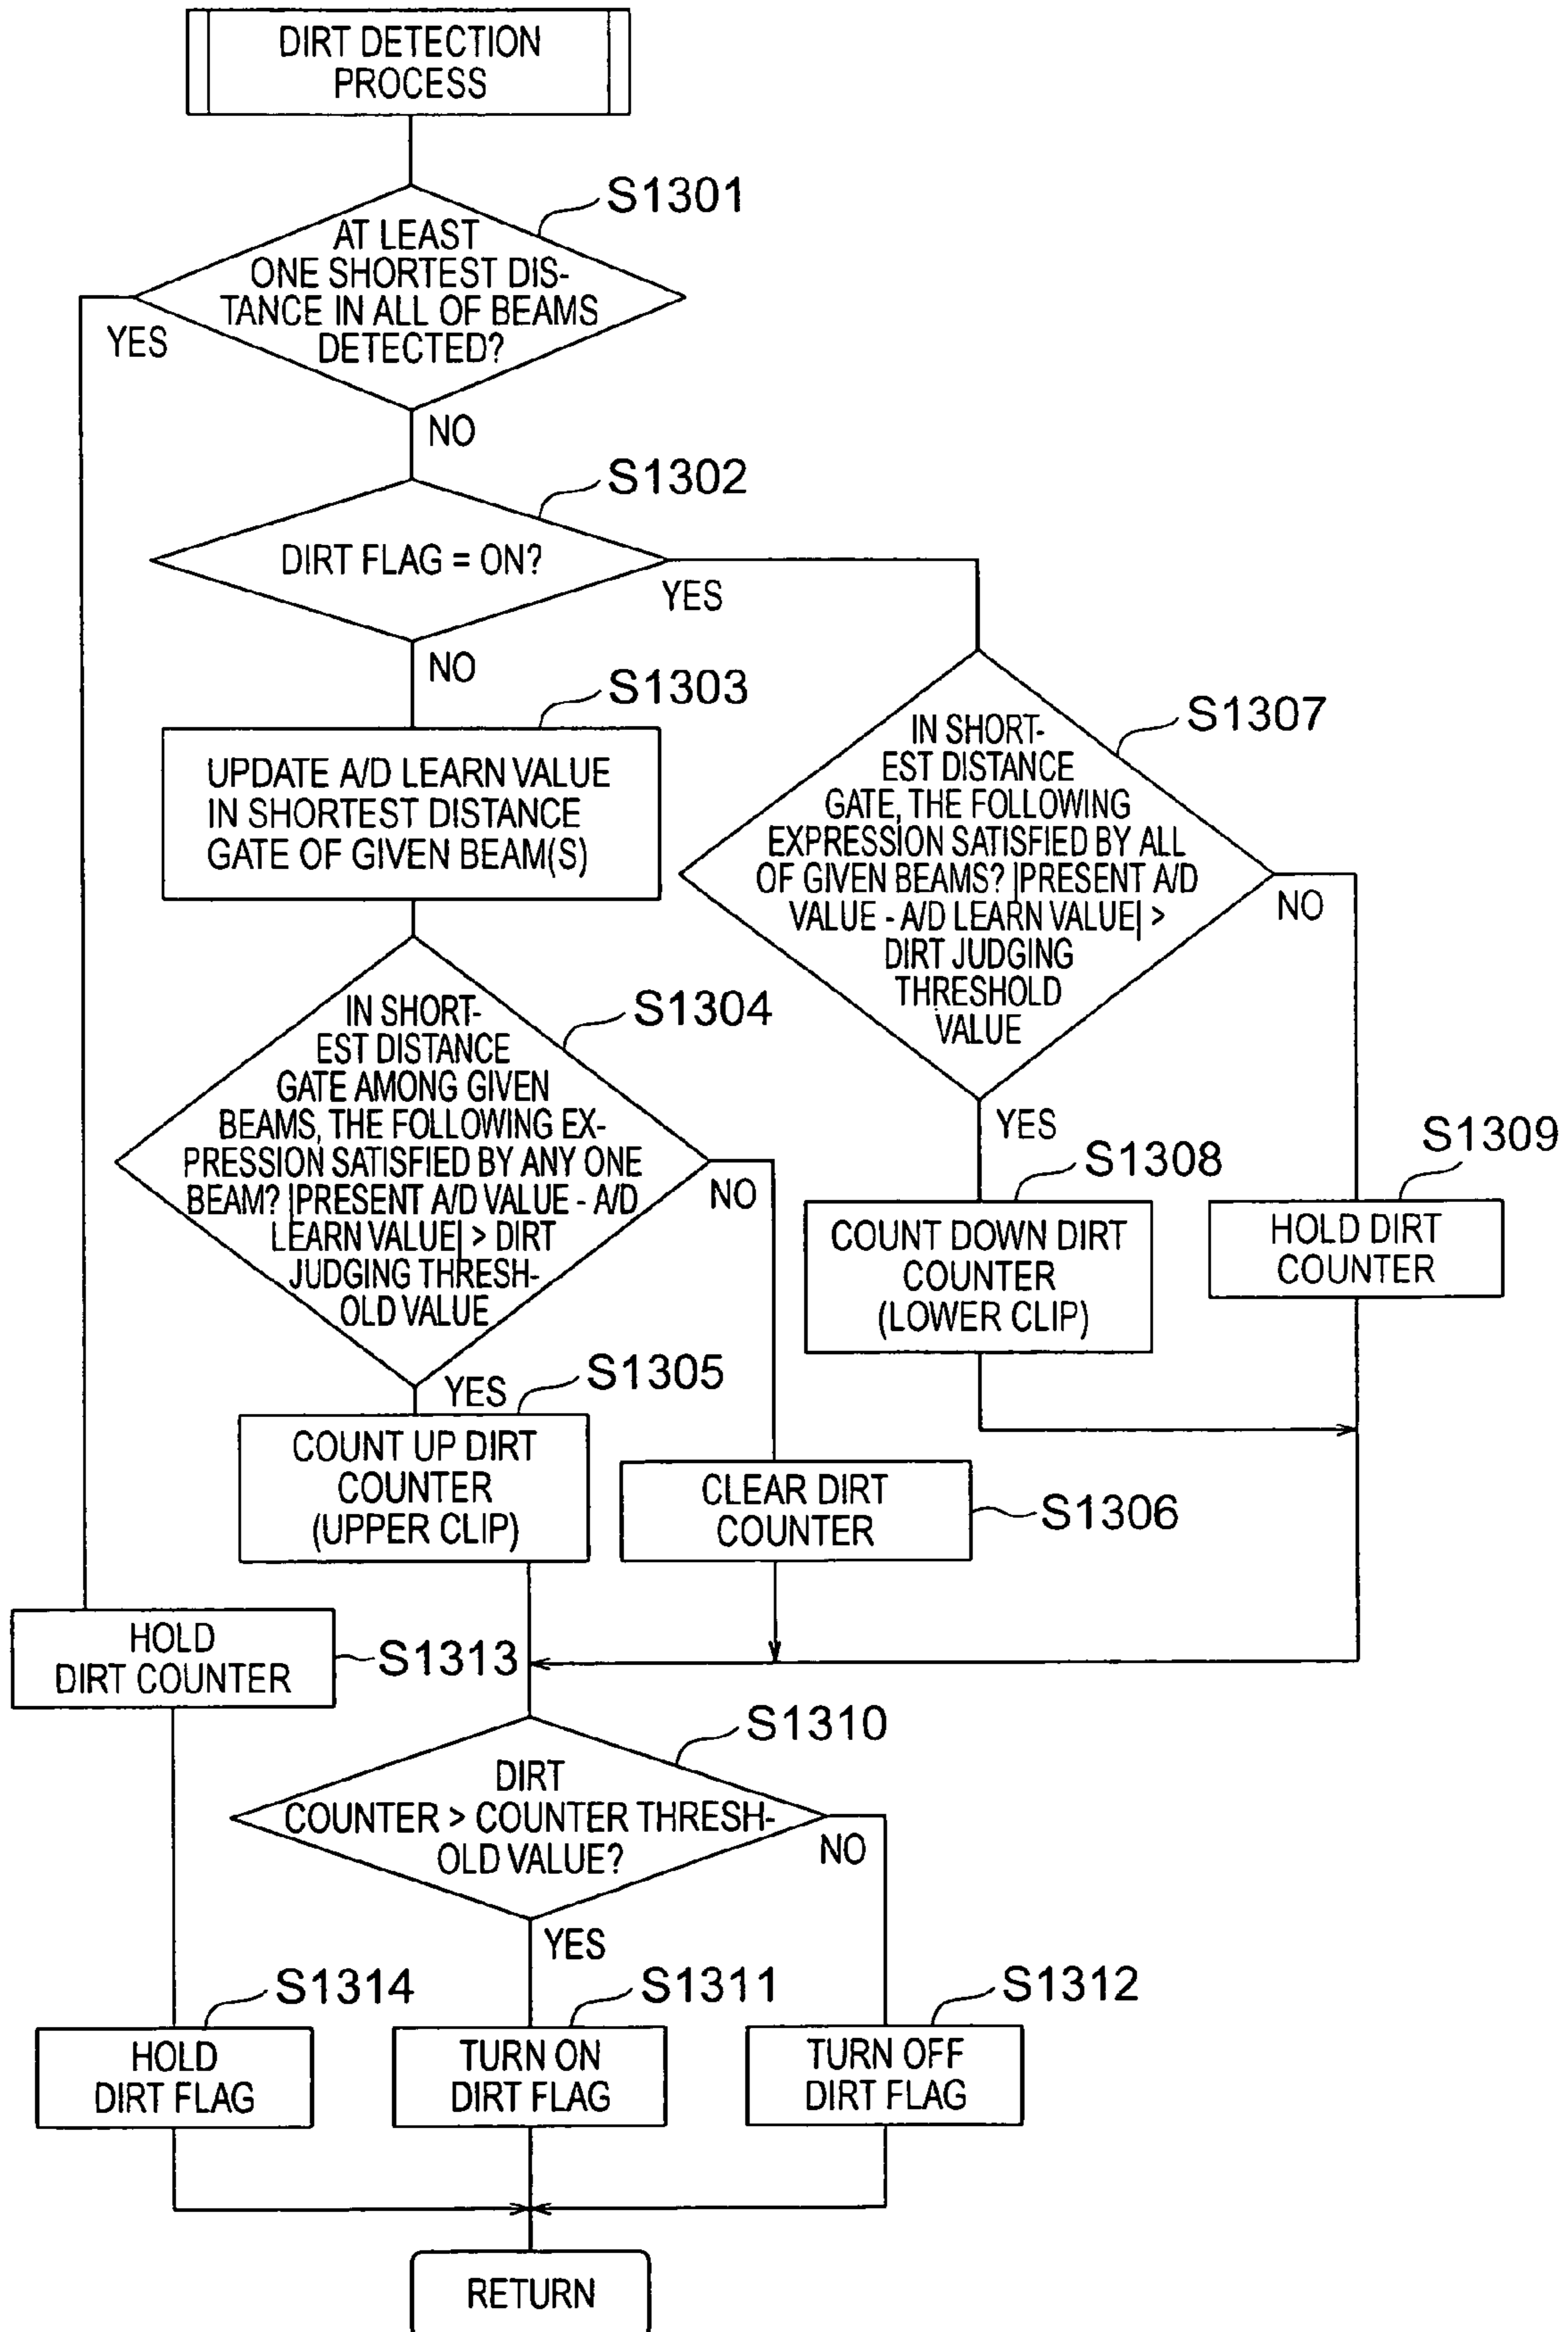 DIRT DETECTION
PROCESS
S1301
AT LEAST
ONE SHORTEST DIS-
TANCE IN ALL OF BEAMS
DETECTED?
YES
NO
S1302
DIRT FLAG = ON?
YES
NO
S1303
UPDATE A/D LEARN VALUE
IN SHORTEST DISTANCE
GATE OF GIVEN BEAM(S)
S1307
IN SHORT-
EST DISTANCE
GATE, THE FOLLOWING
EXPRESSION SATISFIED BY ALL
OF GIVEN BEAMS? |PRESENT A/D
VALUE - A/D LEARN VALUE| >
DIRT JUDGING
THRESHOLD
VALUE
NO
YES
S1304
IN SHORT-
EST DISTANCE
GATE AMONG GIVEN
BEAMS, THE FOLLOWING EX-
PRESSION SATISFIED BY ANY ONE
BEAM? |PRESENT A/D VALUE - A/D
LEARN VALUE| > DIRT
JUDGING THRESH-
OLD VALUE
NO
YES
S1308
COUNT DOWN DIRT
COUNTER
(LOWER CLIP)
S1309
HOLD DIRT
COUNTER
S1305
COUNT UP DIRT
COUNTER
(UPPER CLIP)
CLEAR DIRT
COUNTER
S1306
HOLD
DIRT COUNTER
S1313
S1310
DIRT
COUNTER > COUNTER THRESH-
OLD VALUE?
NO
YES
S1314
HOLD
DIRT FLAG
S1311
TURN ON
DIRT FLAG
S1312
TURN OFF
DIRT FLAG
RETURN